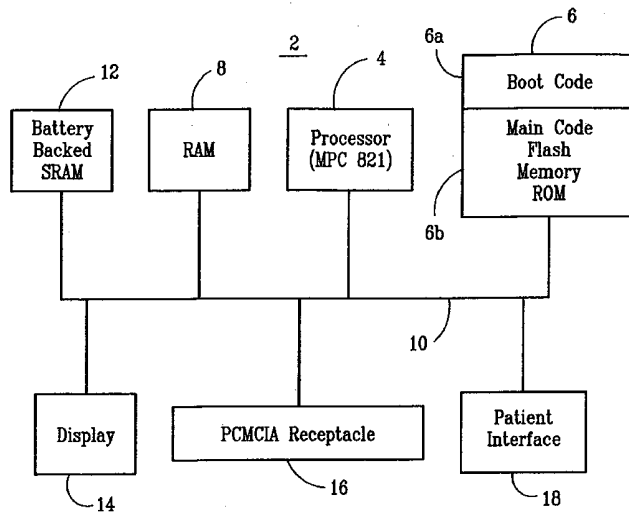 2
12
8
4
6a
6
Battery
Backed
SRAM
RAM
Processor
(MPC 821)
Boot Code
Main Code
Flash
Memory
ROM
6b
10
Display
PCMCIA Receptacle
Patient
Interface
14
16
18